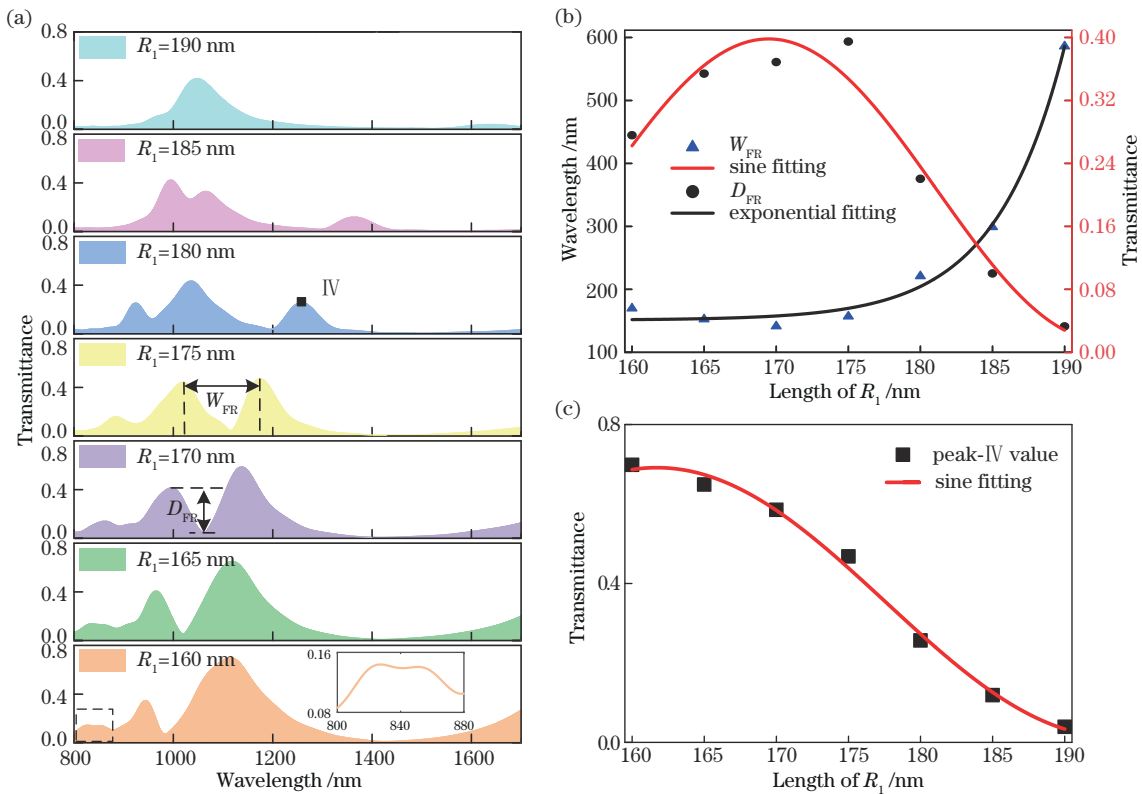 (a)
0.8
0.4
0.0
R₁=190 nm
0.8
0.4
0.0
R₁=185 nm
0.8
0.4
0.0
R₁=180 nm
Ⅳ
0.8
0.4
0.0
R₁=175 nm
W_FR
0.8
0.4
0.0
R₁=170 nm
D_FR
0.8
0.4
0.0
R₁=165 nm
0.8
0.4
0.0
R₁=160 nm
0.16
0.08
800 840 880
800 1000 1200 1400 1600
Wavelength /nm
Transmittance
(b)
600
500
400
300
200
100
Wavelength /nm
W_FR
sine fitting
D_FR
exponential fitting
0.40
0.32
0.24
0.16
0.08
0.00
Transmittance
160 165 170 175 180 185 190
Length of R₁/nm
(c)
0.8
0.4
0.0
Transmittance
peak-Ⅳ value
sine fitting
160 165 170 175 180 185 190
Length of R₁/nm